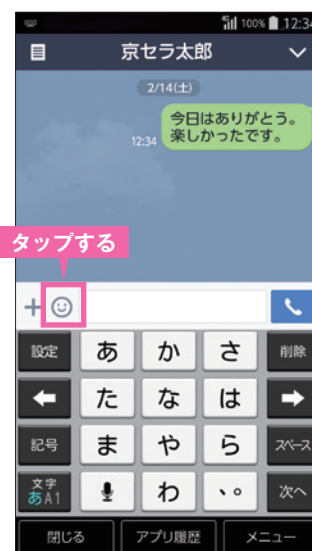 100% 12:34
京セラ太郎
2/14(土)
今日はありがとう。
楽しかったです。
12:34
タップする
設定 あ か さ 削除
た な は
記号 ま や ら スペース
文字
あA1 わ 、。 次へ
閉じる アプリ履歴 メニュー